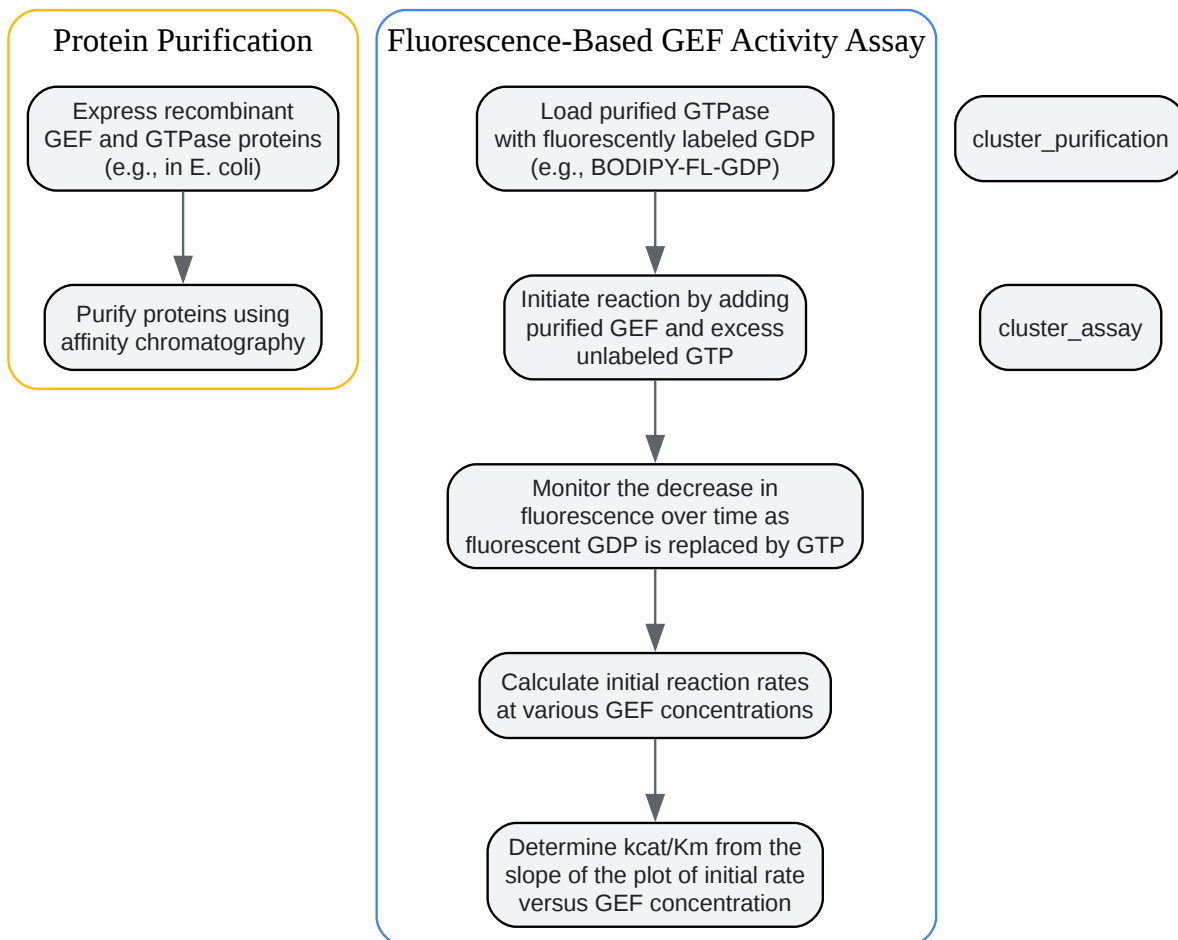 Protein Purification
Express recombinant
GEF and GTPase proteins
(e.g., in E. coli)
Purify proteins using
affinity chromatography
Fluorescence-Based GEF Activity Assay
Load purified GTPase
with fluorescently labeled GDP
(e.g., BODIPY-FL-GDP)
Initiate reaction by adding
purified GEF and excess
unlabeled GTP
Monitor the decrease in
fluorescence over time as
fluorescent GDP is replaced by GTP
Calculate initial reaction rates
at various GEF concentrations
Determine kcat/Km from the
slope of the plot of initial rate
versus GEF concentration
cluster_purification
cluster_assay